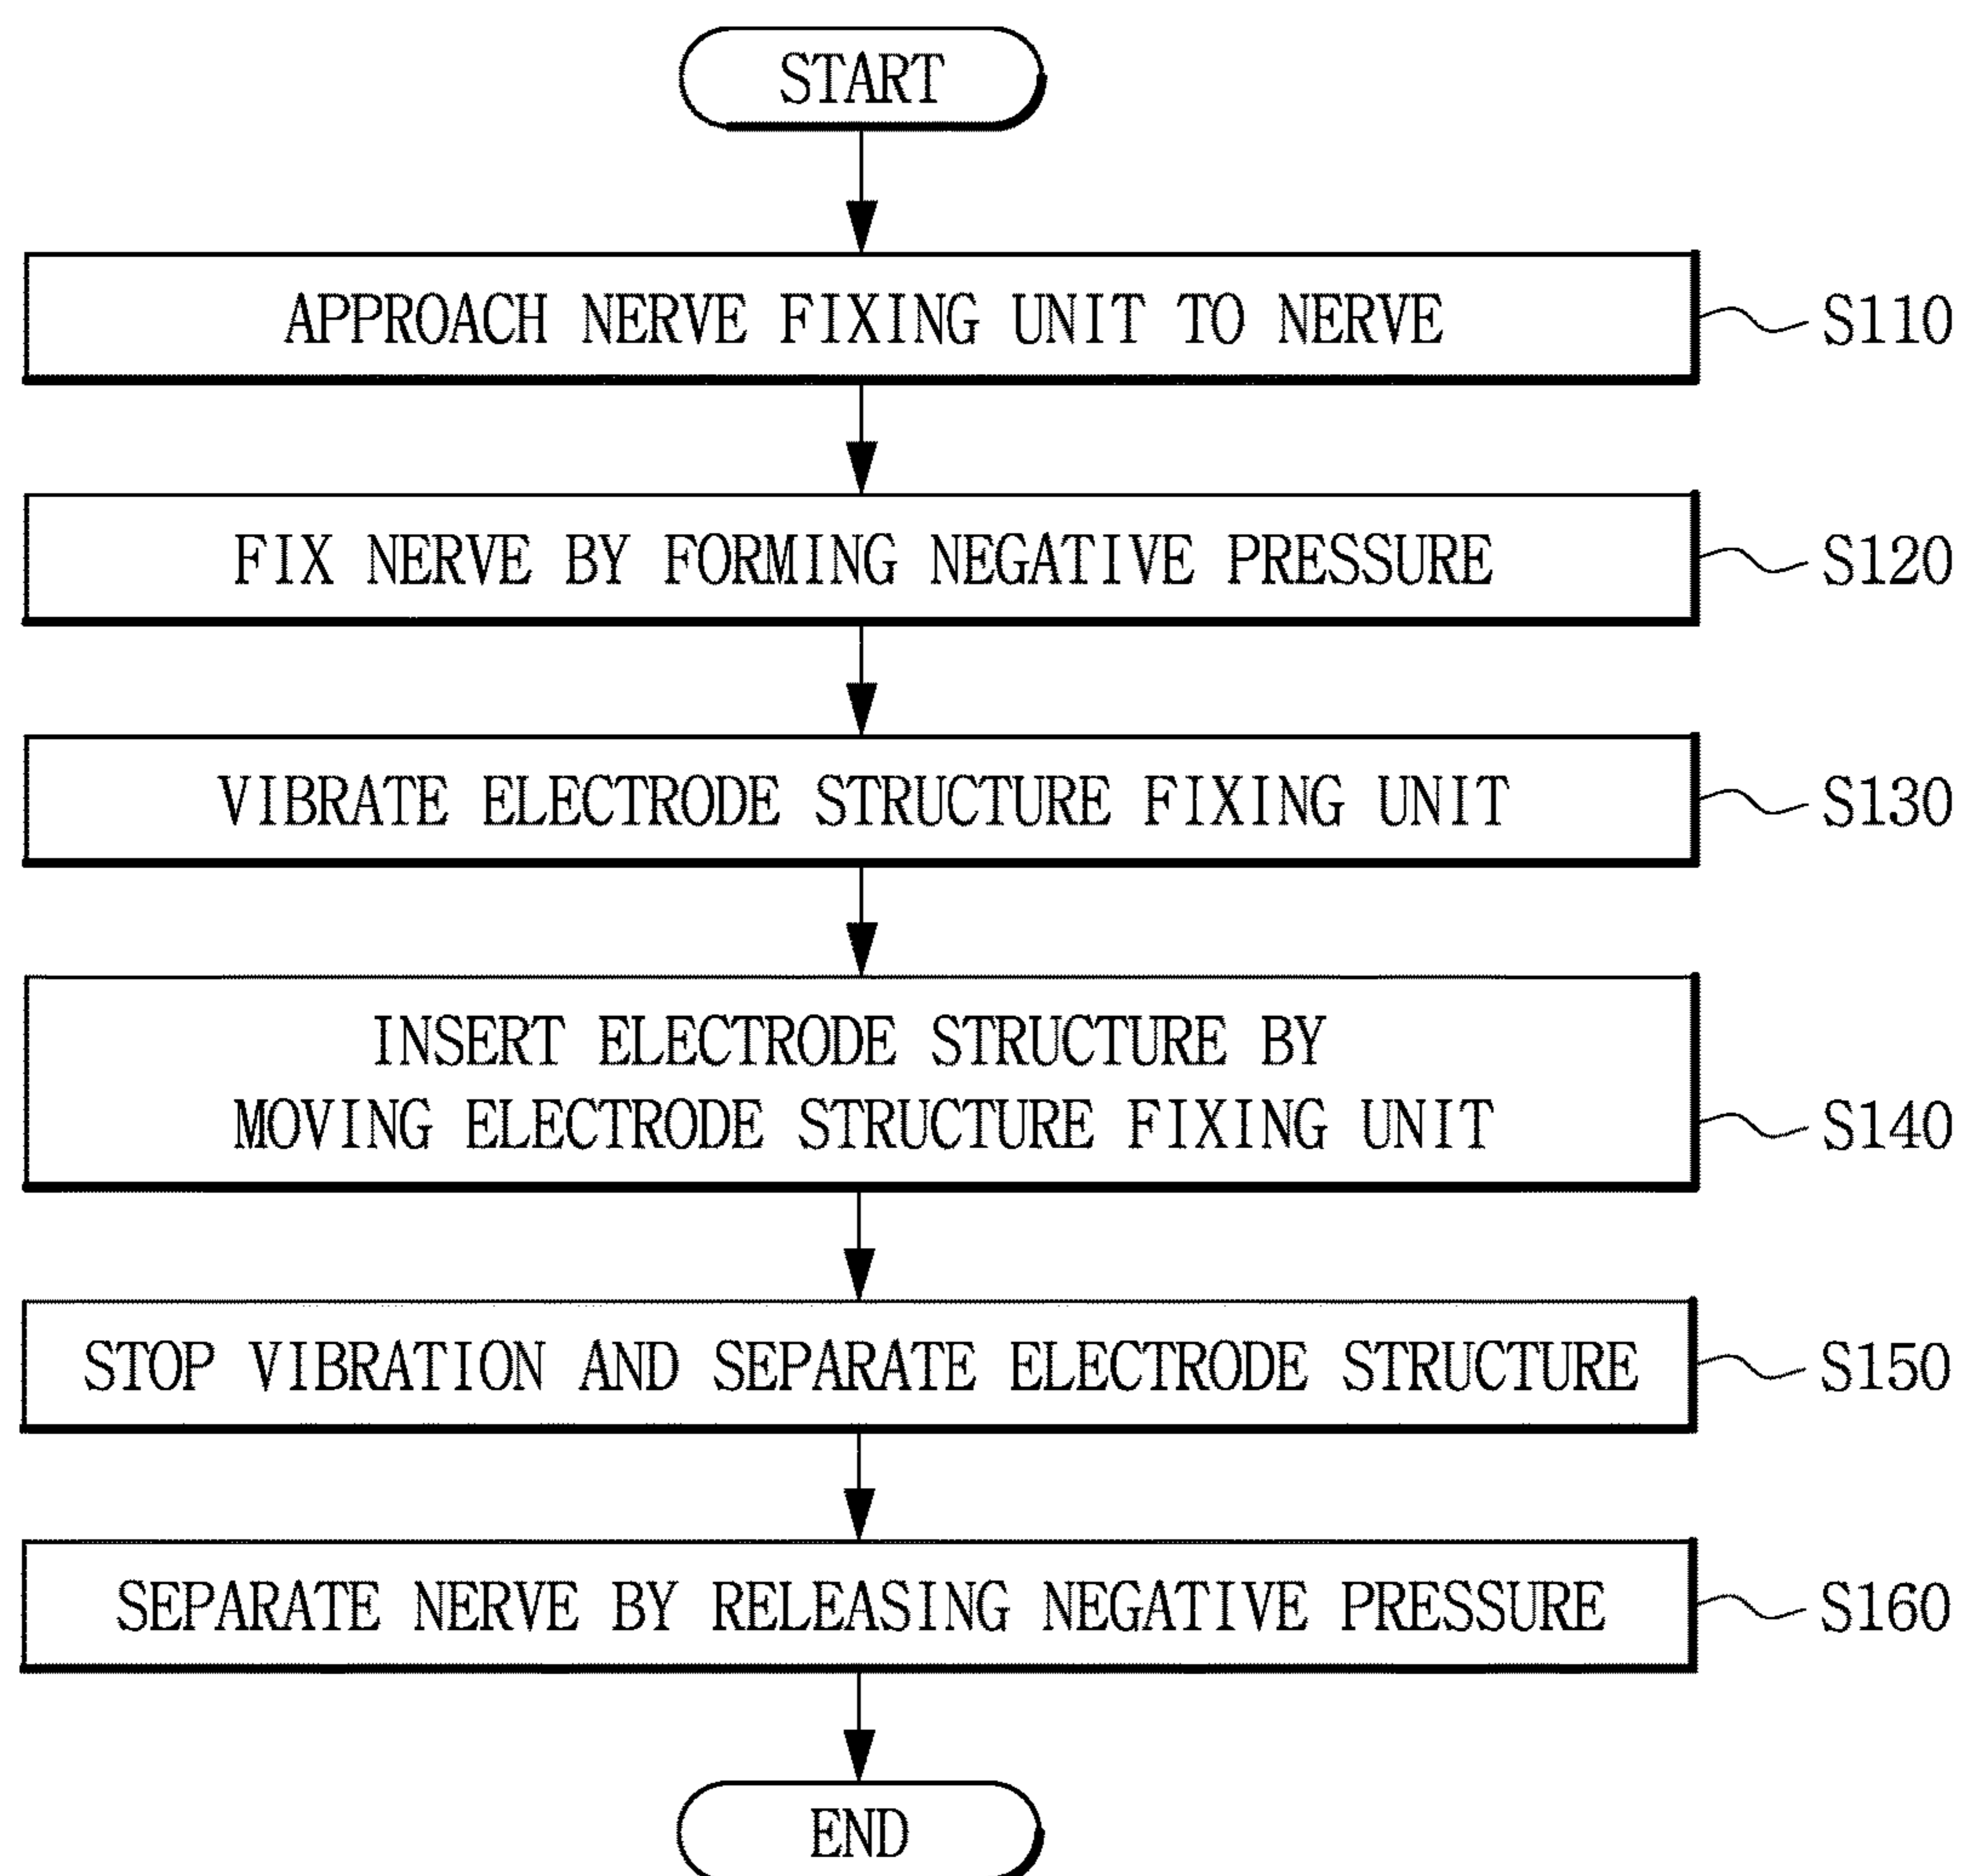 START
APPROACH NERVE FIXING UNIT TO NERVE
S110
FIX NERVE BY FORMING NEGATIVE PRESSURE
S120
VIBRATE ELECTRODE STRUCTURE FIXING UNIT
S130
INSERT ELECTRODE STRUCTURE BY
MOVING ELECTRODE STRUCTURE FIXING UNIT
S140
STOP VIBRATION AND SEPARATE ELECTRODE STRUCTURE
S150
SEPARATE NERVE BY RELEASING NEGATIVE PRESSURE
S160
END